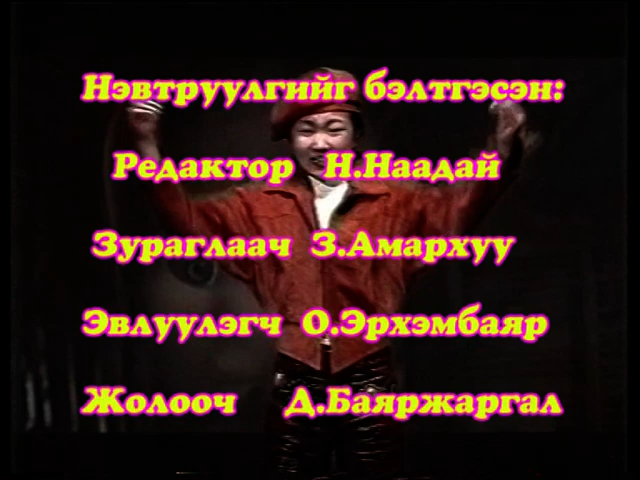 Нэвтрүүлгийг бэлтгэсэн:
Редактор Н.Наадай
Зураглаач З.Амархүү
Эвлүүлэгч О.Эрхэмбаяр
Жолооч Д.Баяржаргал